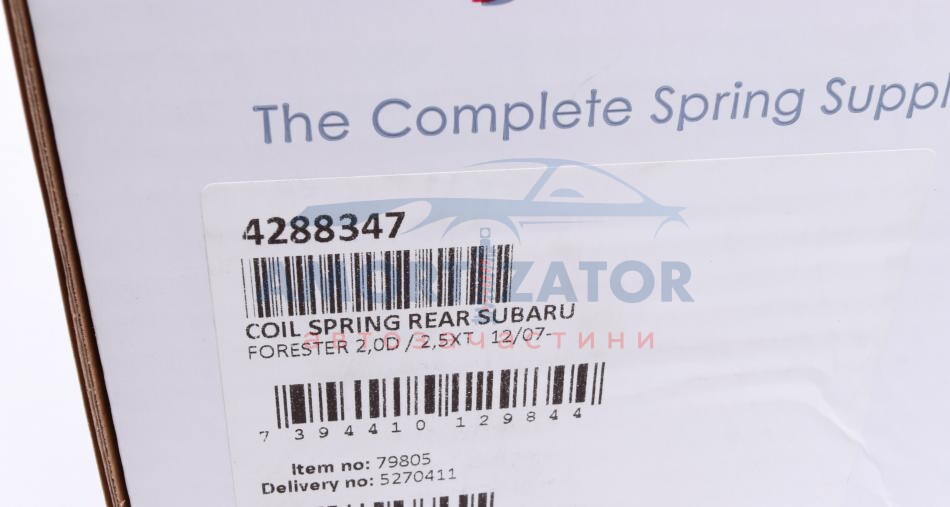 The Complete Spring Suppl
4288347
AMORTIZATOR
COIL SPRING REAR SUBARU
автозапчастини
FORESTER 2,0D / 2,5XT 12/07-
7 394410 129844
Item no: 79805
Delivery no: 5270411